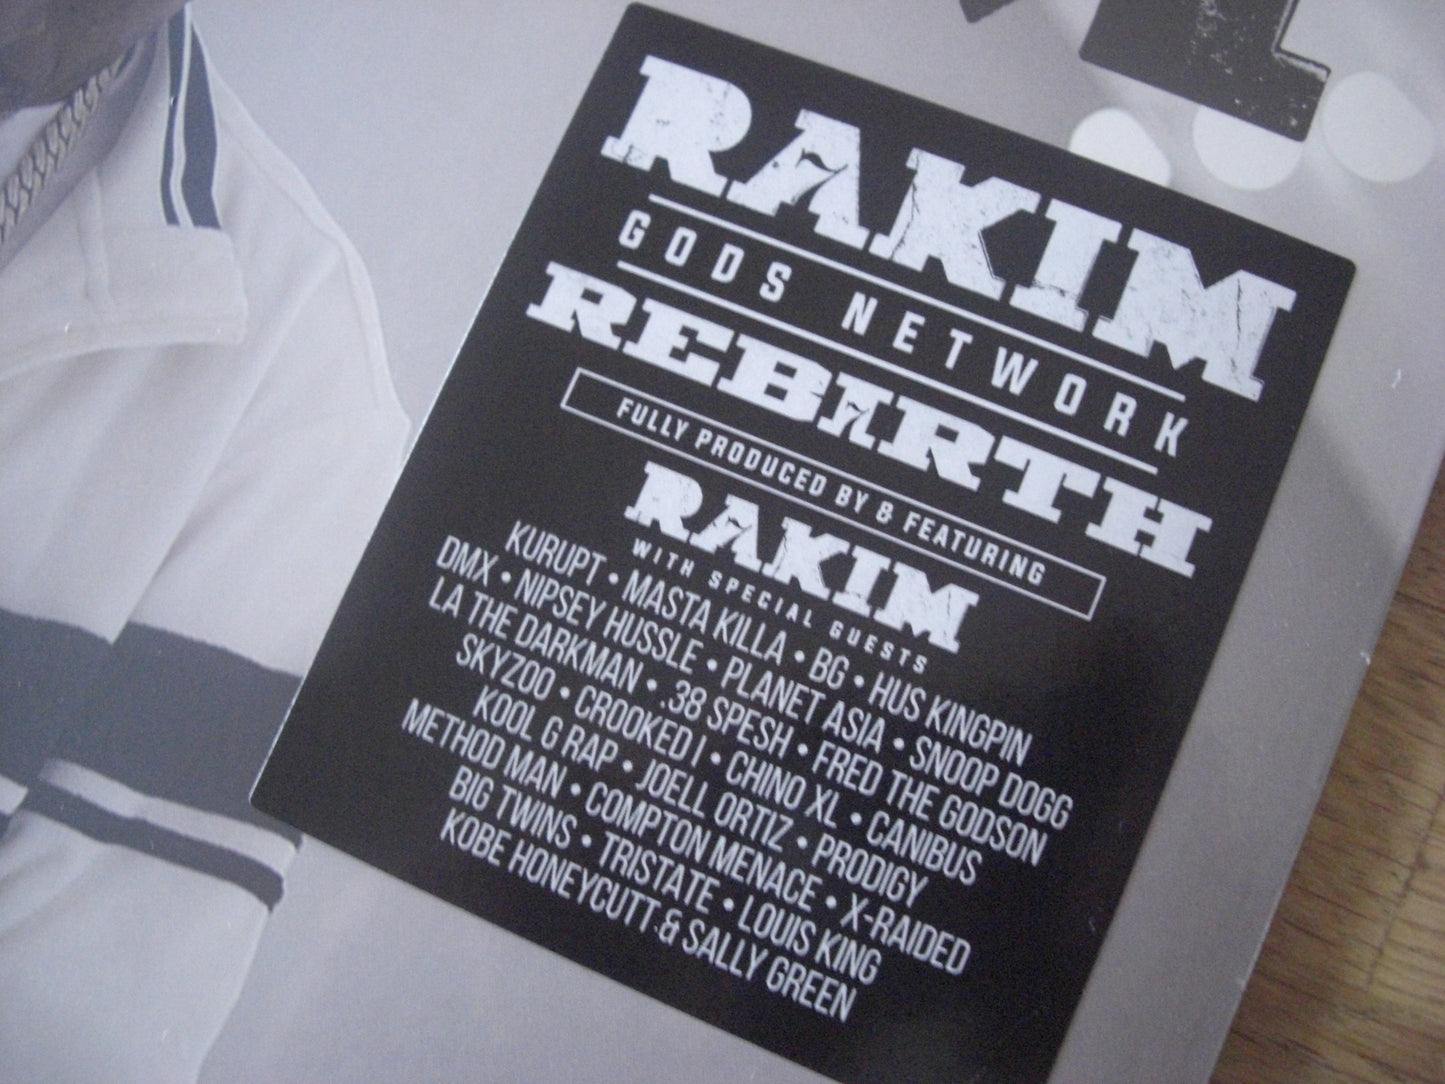 RAKIM
GODS NETWORK
REBIRTH
FULLY PRODUCED BY & FEATURING
RAKIM
WITH SPECIAL GUESTS
KURUPT • MASTA KILLA • BG • HUS KINGPIN
DMX • NIPSEY HUSSLE • PLANET ASIA • SNOOP DOGG
LA THE DARKMAN • .38 SPESH • FRED THE GODSON
SKYZOO • CROOKED I • CHINO XL • CANIBUS
KOOL G RAP • JOELL ORTIZ • PRODIGY
METHOD MAN • COMPTON MENACE • X-RAIDED
BIG TWINS • TRISTATE • LOUIS KING
KOBE HONEYCUTT & SALLY GREEN